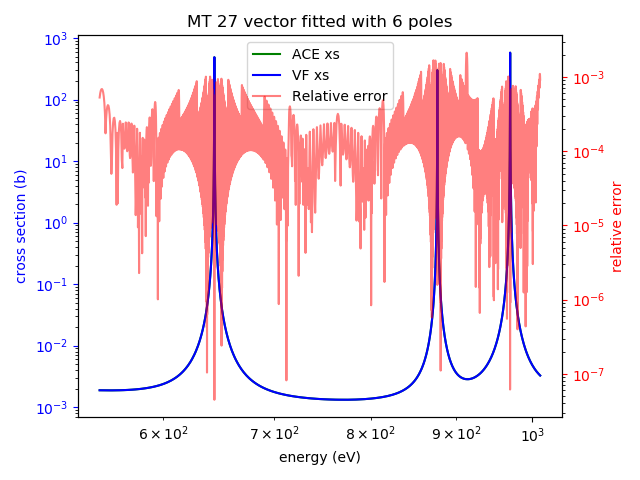 MT 27 vector fitted with 6 poles
ACE xs
VF xs
Relative error
cross section (b)
10³
10²
10¹
10⁰
10⁻¹
10⁻²
10⁻³
relative error
10⁻³
10⁻⁴
10⁻⁵
10⁻⁶
10⁻⁷
6 × 10² 7 × 10² 8 × 10² 9 × 10² 10³
energy (eV)